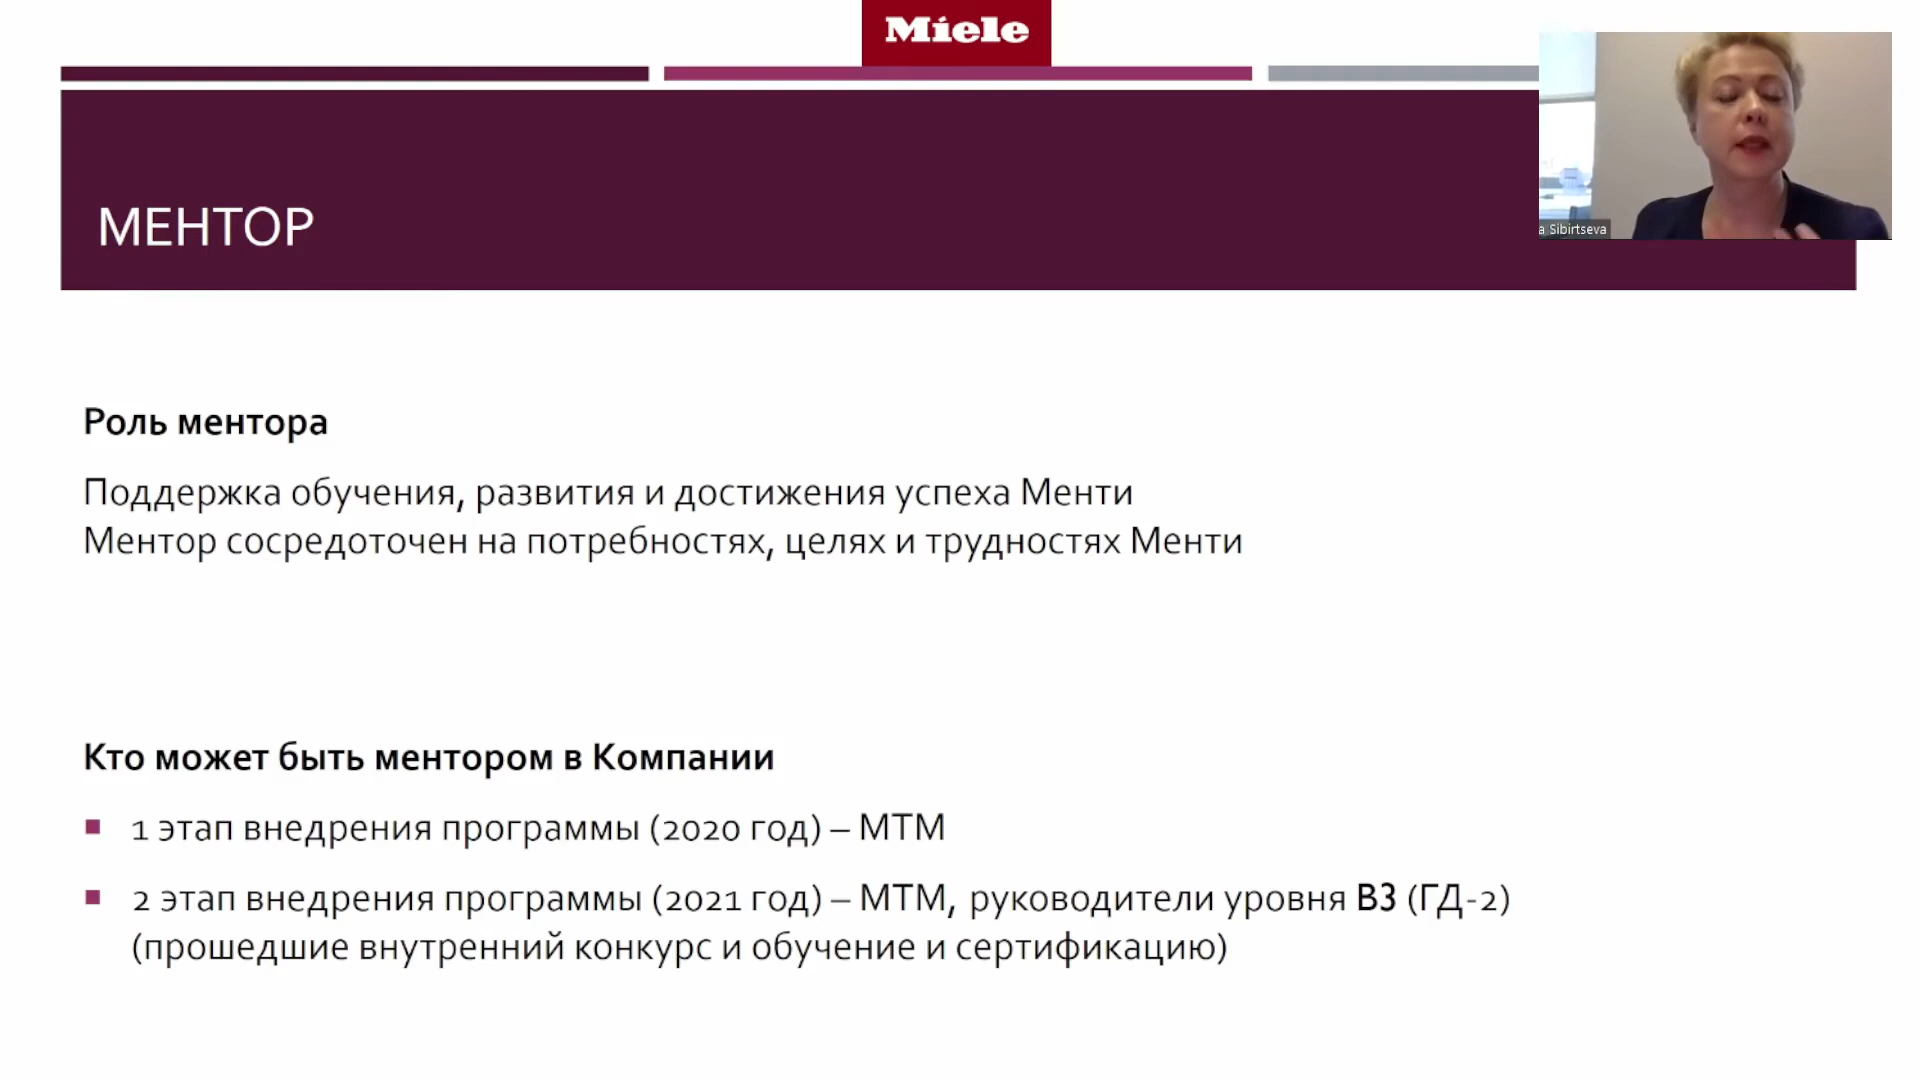 Miele
МЕНТОР
a Sibirtseva
Роль ментора
Поддержка обучения, развития и достижения успеха Менти
Ментор сосредоточен на потребностях, целях и трудностях Менти
Кто может быть ментором в Компании
1 этап внедрения программы (2020 год) – МТМ
2 этап внедрения программы (2021 год) – МТМ, руководители уровня В3 (ГД-2)
(прошедшие внутренний конкурс и обучение и сертификацию)